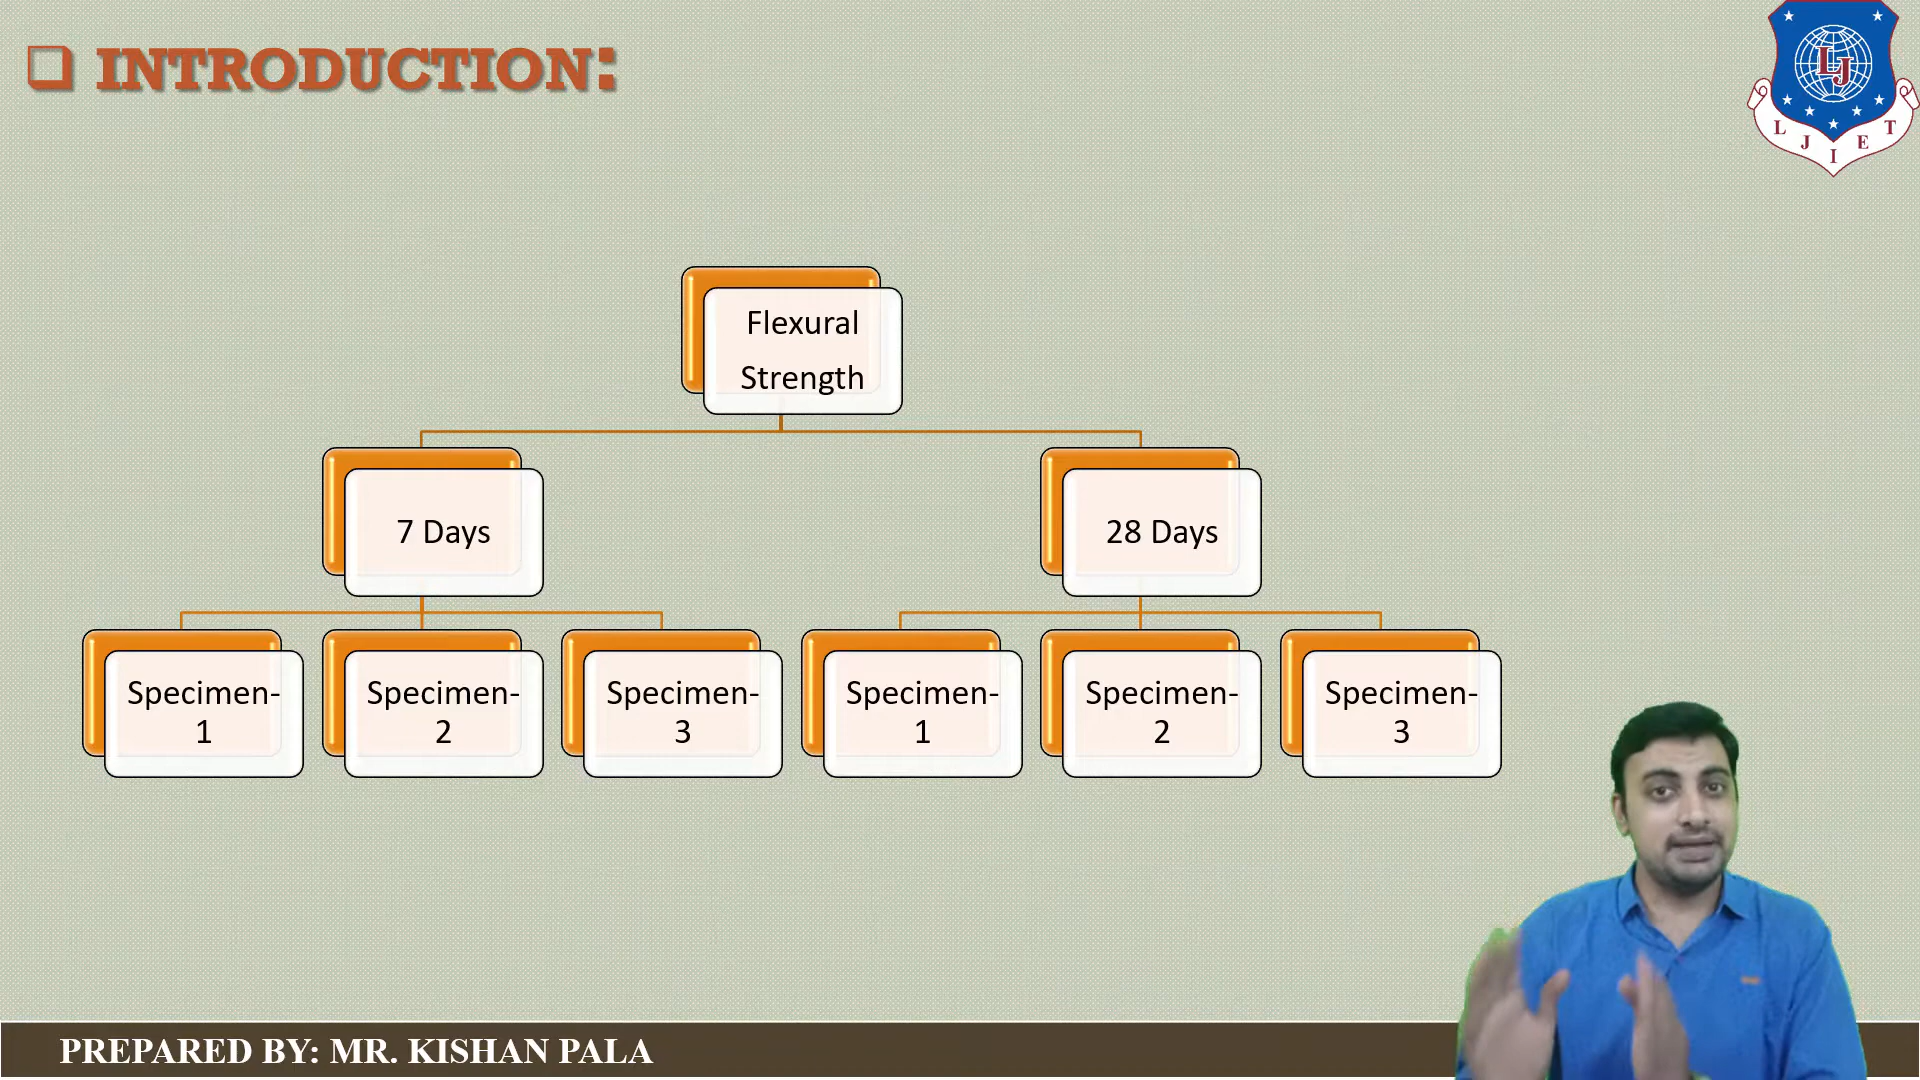 INTRODUCTION:
LJ
L J I E T
Flexural
Strength
7 Days
28 Days
Specimen-
1
Specimen-
2
Specimen-
3
Specimen-
1
Specimen-
2
Specimen-
3
PREPARED BY: MR. KISHAN PALA